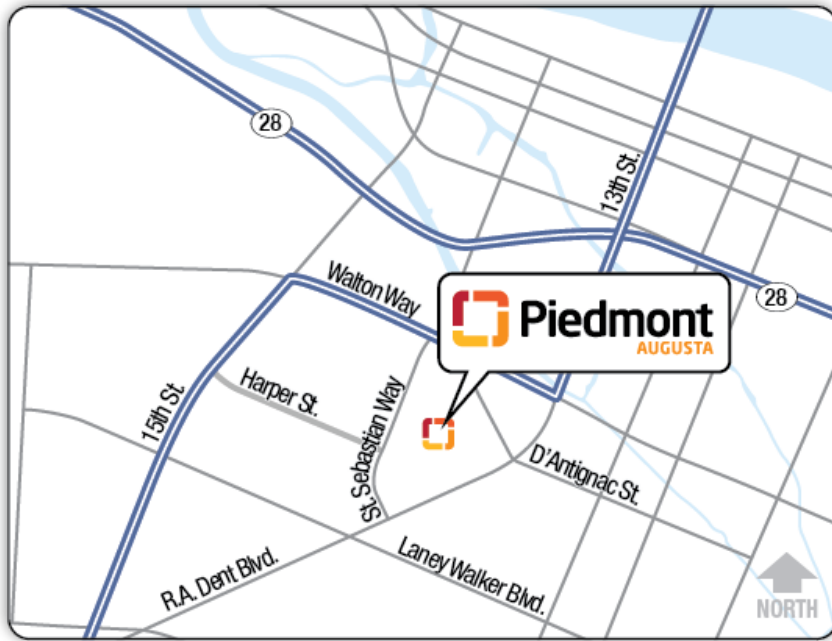 28
13th St.
Walton Way
28
Piedmont
AUGUSTA
Harper St.
15th St.
St. Sebastian Way
D'Antignac St.
R.A. Dent Blvd.
Laney Walker Blvd.
NORTH